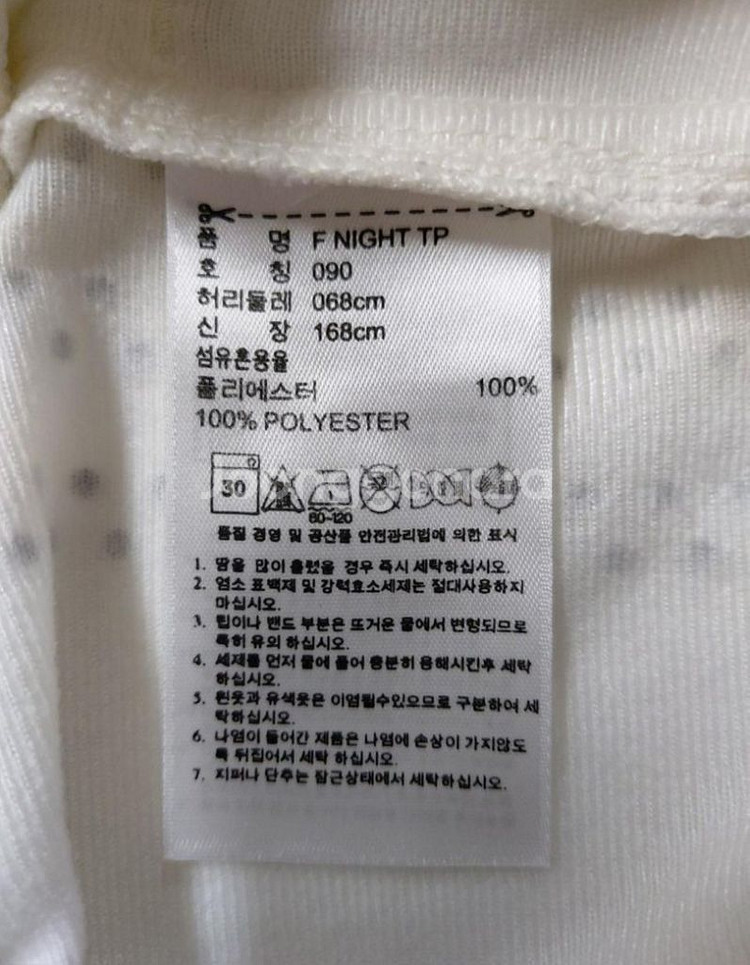 품 명 F NIGHT TP
호 칭 090
허리둘레 068cm
신 장 168cm
섬유혼용율
폴리에스터 100%
100% POLYESTER
30
60-120
품질 경영 및 공산품 안전관리법에 의한 표시
1. 땀을 많이 흘렸을 경우 즉시 세탁하십시오.
2. 염소 표백제 및 강력효소세제는 절대사용하지
마십시오.
3. 립이나 밴드 부분은 뜨거운 물에서 변형되므로
특히 유의 하십시오.
4. 세제를 먼저 물에 풀어 충분히 용해시킨후 세탁
하십시오.
5. 흰옷과 유색옷은 이염될수있으므로 구분하여 세
탁하십시오.
6. 나염이 들어간 제품은 나염에 손상이 가지않도
록 뒤집어서 세탁 하십시오.
7. 지퍼나 단추는 잠근상태에서 세탁하십시오.